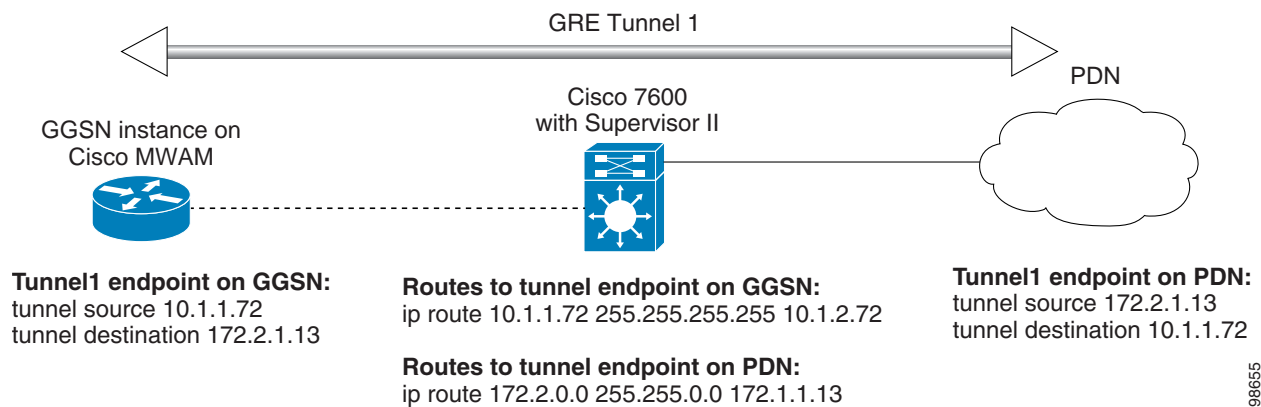 GRE Tunnel 1
PDN
Cisco 7600
with Supervisor II
GGSN instance on
Cisco MWAM
Tunnel1 endpoint on GGSN:
tunnel source 10.1.1.72
tunnel destination 172.2.1.13
Routes to tunnel endpoint on GGSN:
ip route 10.1.1.72 255.255.255.255 10.1.2.72
Routes to tunnel endpoint on PDN:
ip route 172.2.0.0 255.255.0.0 172.1.1.13
Tunnel1 endpoint on PDN:
tunnel source 172.2.1.13
tunnel destination 10.1.1.72
98655